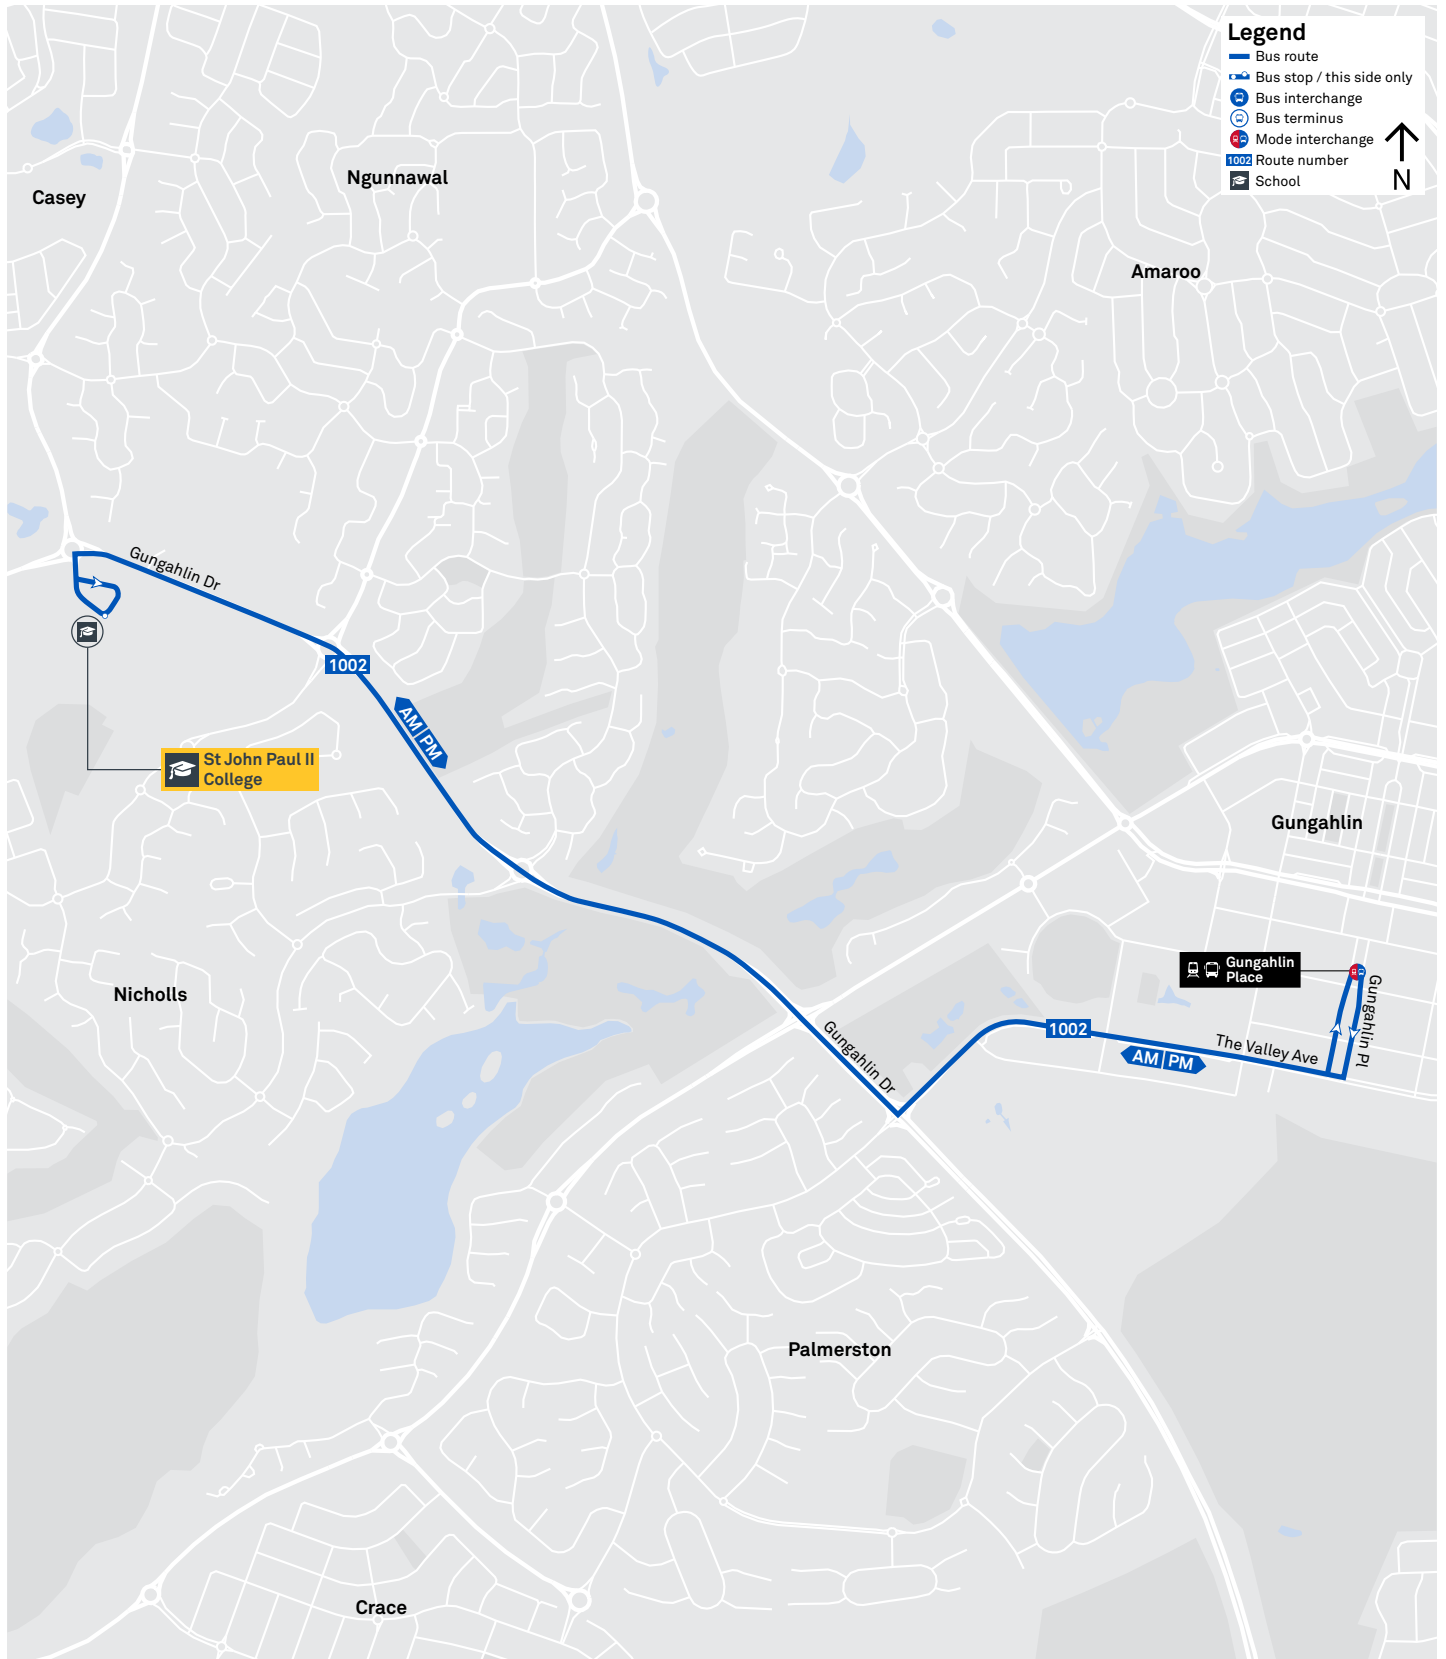 Legend
Bus route
Bus stop / this side only
Bus interchange
Bus terminus
Mode interchange
1002 Route number
School
N
Casey
Ngunnawal
Amaroo
Gungahlin Dr
1002
AM | PM
St John Paul II
College
Gungahlin
Nicholls
Gungahlin
Place
Gungahlin Pl
Gungahlin Dr
1002
The Valley Ave
AM | PM
Palmerston
Crace